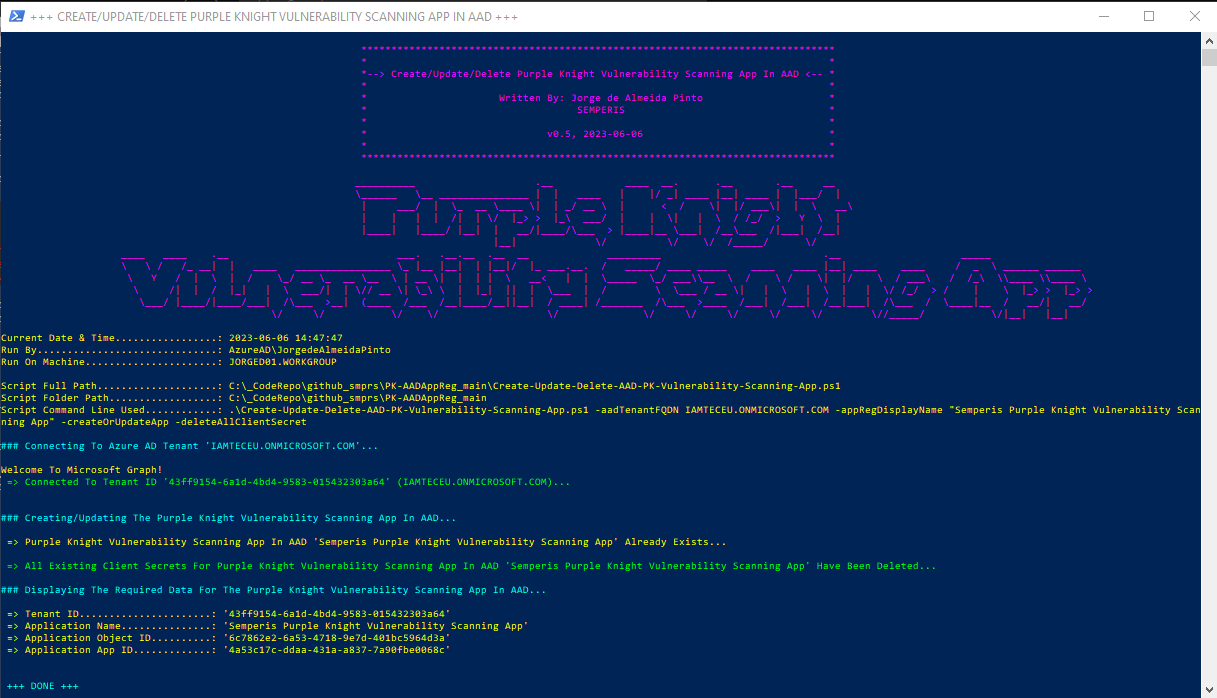 +++ CREATE/UPDATE/DELETE PURPLE KNIGHT VULNERABILITY SCANNING APP IN AAD +++
*******************************************************************************
* *
*--> Create/Update/Delete Purple Knight Vulnerability Scanning App In AAD <-- *
* *
* Written By: Jorge de Almeida Pinto *
* SEMPERIS *
* *
* v0.5, 2023-06-06 *
* *
*******************************************************************************
Purple Knight
Vulnerability Scanning App
Current Date & Time.................: 2023-06-06 14:47:47
Run By..............................: AzureAD\JorgedeAlmeidaPinto
Run On Machine......................: JORGED01.WORKGROUP
Script Full Path....................: C:\_CodeRepo\github_smprs\PK-AADAppReg_main\Create-Update-Delete-AAD-PK-Vulnerability-Scanning-App.ps1
Script Folder Path..................: C:\_CodeRepo\github_smprs\PK-AADAppReg_main
Script Command Line Used............: .\Create-Update-Delete-AAD-PK-Vulnerability-Scanning-App.ps1 -aadTenantFQDN IAMTECEU.ONMICROSOFT.COM -appRegDisplayName "Semperis Purple Knight Vulnerability Scan
ning App" -createOrUpdateApp -deleteAllClientSecret
### Connecting To Azure AD Tenant 'IAMTECEU.ONMICROSOFT.COM'...
Welcome To Microsoft Graph!
=> Connected To Tenant ID '43ff9154-6a1d-4bd4-9583-015432303a64' (IAMTECEU.ONMICROSOFT.COM)...
### Creating/Updating The Purple Knight Vulnerability Scanning App In AAD...
=> Purple Knight Vulnerability Scanning App In AAD 'Semperis Purple Knight Vulnerability Scanning App' Already Exists...
=> All Existing Client Secrets For Purple Knight Vulnerability Scanning App In AAD 'Semperis Purple Knight Vulnerability Scanning App' Have Been Deleted...
### Displaying The Required Data For The Purple Knight Vulnerability Scanning App In AAD...
=> Tenant ID......................: '43ff9154-6a1d-4bd4-9583-015432303a64'
=> Application Name...............: 'Semperis Purple Knight Vulnerability Scanning App'
=> Application Object ID..........: '6c7862e2-6a53-4718-9e7d-401bc5964d3a'
=> Application App ID.............: '4a53c17c-ddaa-431a-a837-7a90fbe0068c'
+++ DONE +++